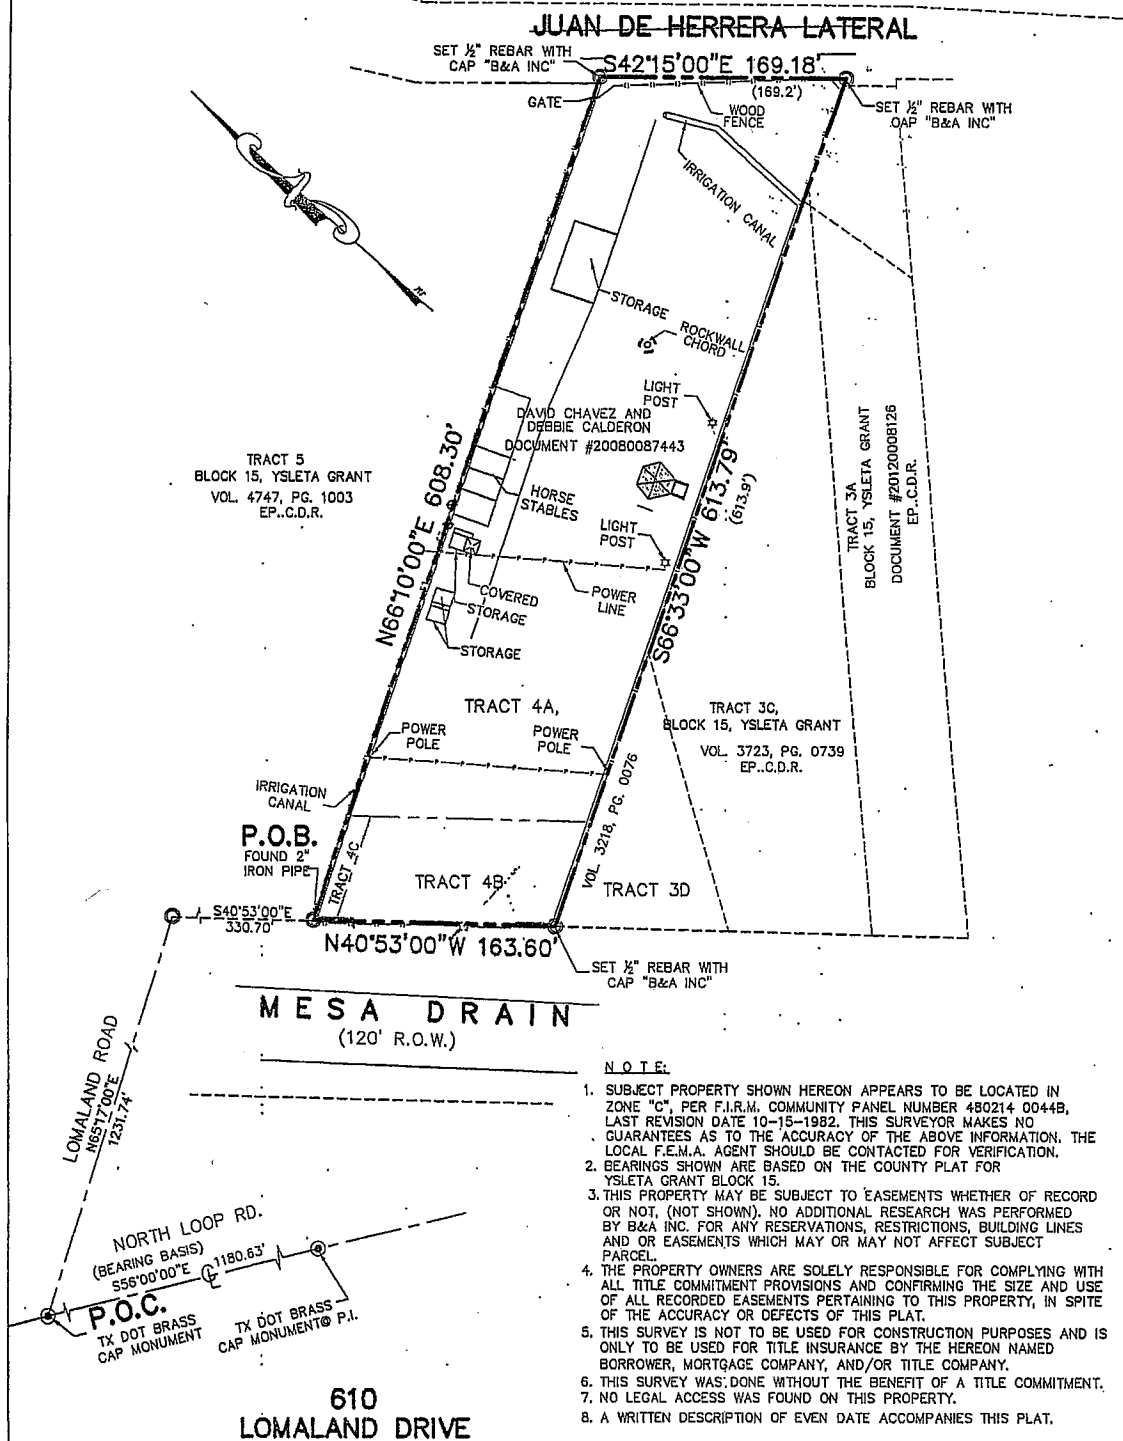 JUAN DE HERRERA LATERAL
SET ½" REBAR WITH
CAP "B&A INC"
S42°15'00"E 169.18'
(169.2')
GATE
WOOD
FENCE
SET ½" REBAR WITH
CAP "B&A INC"
IRRIGATION CANAL
STORAGE
ROCKWALL
CHORD
LIGHT
POST
DAVID CHAVEZ AND
DEBBIE CALDERON
DOCUMENT #20080087443
TRACT 5
BLOCK 15, YSLETA GRANT
VOL. 4747, PG. 1003
EP..C.D.R.
N66°10'00"E 608.30'
HORSE
STABLES
LIGHT
POST
S66°33'00"W 613.79'
(613.9')
TRACT 3A
BLOCK 15, YSLETA GRANT
DOCUMENT #20120008126
EP..C.D.R.
COVERED
STORAGE
POWER
LINE
STORAGE
TRACT 4A,
TRACT 3C,
BLOCK 15, YSLETA GRANT
VOL. 3723, PG. 0739
EP..C.D.R.
POWER
POLE
POWER
POLE
IRRIGATION
CANAL
VOL. 3218, PG. 0076
P.O.B.
FOUND 2"
IRON PIPE
TRACT 4C
TRACT 4B
TRACT 3D
S40°53'00"E
330.70'
N40°53'00"W 163.60'
SET ½" REBAR WITH
CAP "B&A INC"
MESA DRAIN
(120' R.O.W.)
LOMALAND ROAD
N65°17'00"E
1231.74'
NORTH LOOP RD.
(BEARING BASIS)
S56°00'00"E 1180.63'
P.O.C.
TX DOT BRASS
CAP MONUMENT
TX DOT BRASS
CAP MONUMENT@ P.I.
610
LOMALAND DRIVE
NOTE:
1. SUBJECT PROPERTY SHOWN HEREON APPEARS TO BE LOCATED IN
ZONE "C", PER F.I.R.M. COMMUNITY PANEL NUMBER 480214 0044B,
LAST REVISION DATE 10-15-1982. THIS SURVEYOR MAKES NO
GUARANTEES AS TO THE ACCURACY OF THE ABOVE INFORMATION. THE
LOCAL F.E.M.A. AGENT SHOULD BE CONTACTED FOR VERIFICATION.
2. BEARINGS SHOWN ARE BASED ON THE COUNTY PLAT FOR
YSLETA GRANT BLOCK 15.
3. THIS PROPERTY MAY BE SUBJECT TO EASEMENTS WHETHER OF RECORD
OR NOT, (NOT SHOWN). NO ADDITIONAL RESEARCH WAS PERFORMED
BY B&A INC. FOR ANY RESERVATIONS, RESTRICTIONS, BUILDING LINES
AND OR EASEMENTS WHICH MAY OR MAY NOT AFFECT SUBJECT
PARCEL.
4. THE PROPERTY OWNERS ARE SOLELY RESPONSIBLE FOR COMPLYING WITH
ALL TITLE COMMITMENT PROVISIONS AND CONFIRMING THE SIZE AND USE
OF ALL RECORDED EASEMENTS PERTAINING TO THIS PROPERTY, IN SPITE
OF THE ACCURACY OR DEFECTS OF THIS PLAT.
5. THIS SURVEY IS NOT TO BE USED FOR CONSTRUCTION PURPOSES AND IS
ONLY TO BE USED FOR TITLE INSURANCE BY THE HEREON NAMED
BORROWER, MORTGAGE COMPANY, AND/OR TITLE COMPANY.
6. THIS SURVEY WAS DONE WITHOUT THE BENEFIT OF A TITLE COMMITMENT.
7. NO LEGAL ACCESS WAS FOUND ON THIS PROPERTY.
8. A WRITTEN DESCRIPTION OF EVEN DATE ACCOMPANIES THIS PLAT.